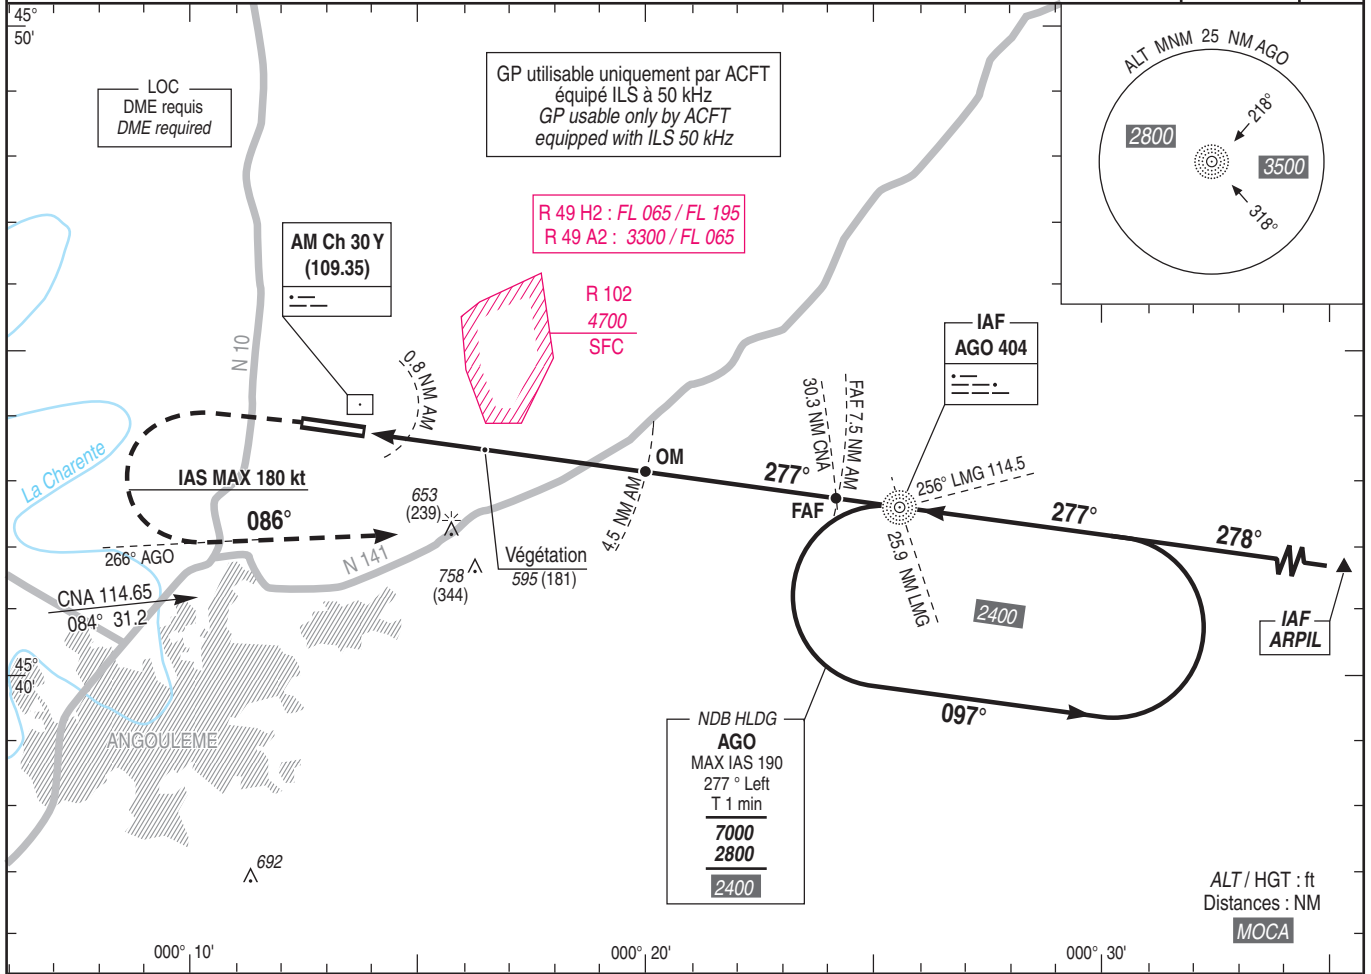 45°
50'
LOC
DME requis
DME required
GP utilisable uniquement par ACFT
équipé ILS à 50 kHz
GP usable only by ACFT
equipped with ILS 50 kHz
ALT MNM 25 NM AGO
218°
2800
3500
318°
R 49 H2 : FL 065 / FL 195
R 49 A2 : 3300 / FL 065
AM Ch 30 Y
(109.35)
R 102
4700
SFC
IAF
AGO 404
N 10
0.8 NM AM
30.3 NM CNA
FAF 7.5 NM AM
La Charente
IAS MAX 180 kt
086°
266° AGO
653
(239)
OM
4.5 NM AM
277°
FAF
256° LMG 114.5
25.9 NM LMG
277°
278°
N 141
758
(344)
Végétation
595 (181)
CNA 114.65
084° 31.2
2400
IAF
ARPIL
45°
40'
097°
ANGOULEME
NDB HLDG
AGO
MAX IAS 190
277 ° Left
T 1 min
7000
2800
2400
692
ALT / HGT : ft
Distances : NM
MOCA
000° 10'
000° 20'
000° 30'